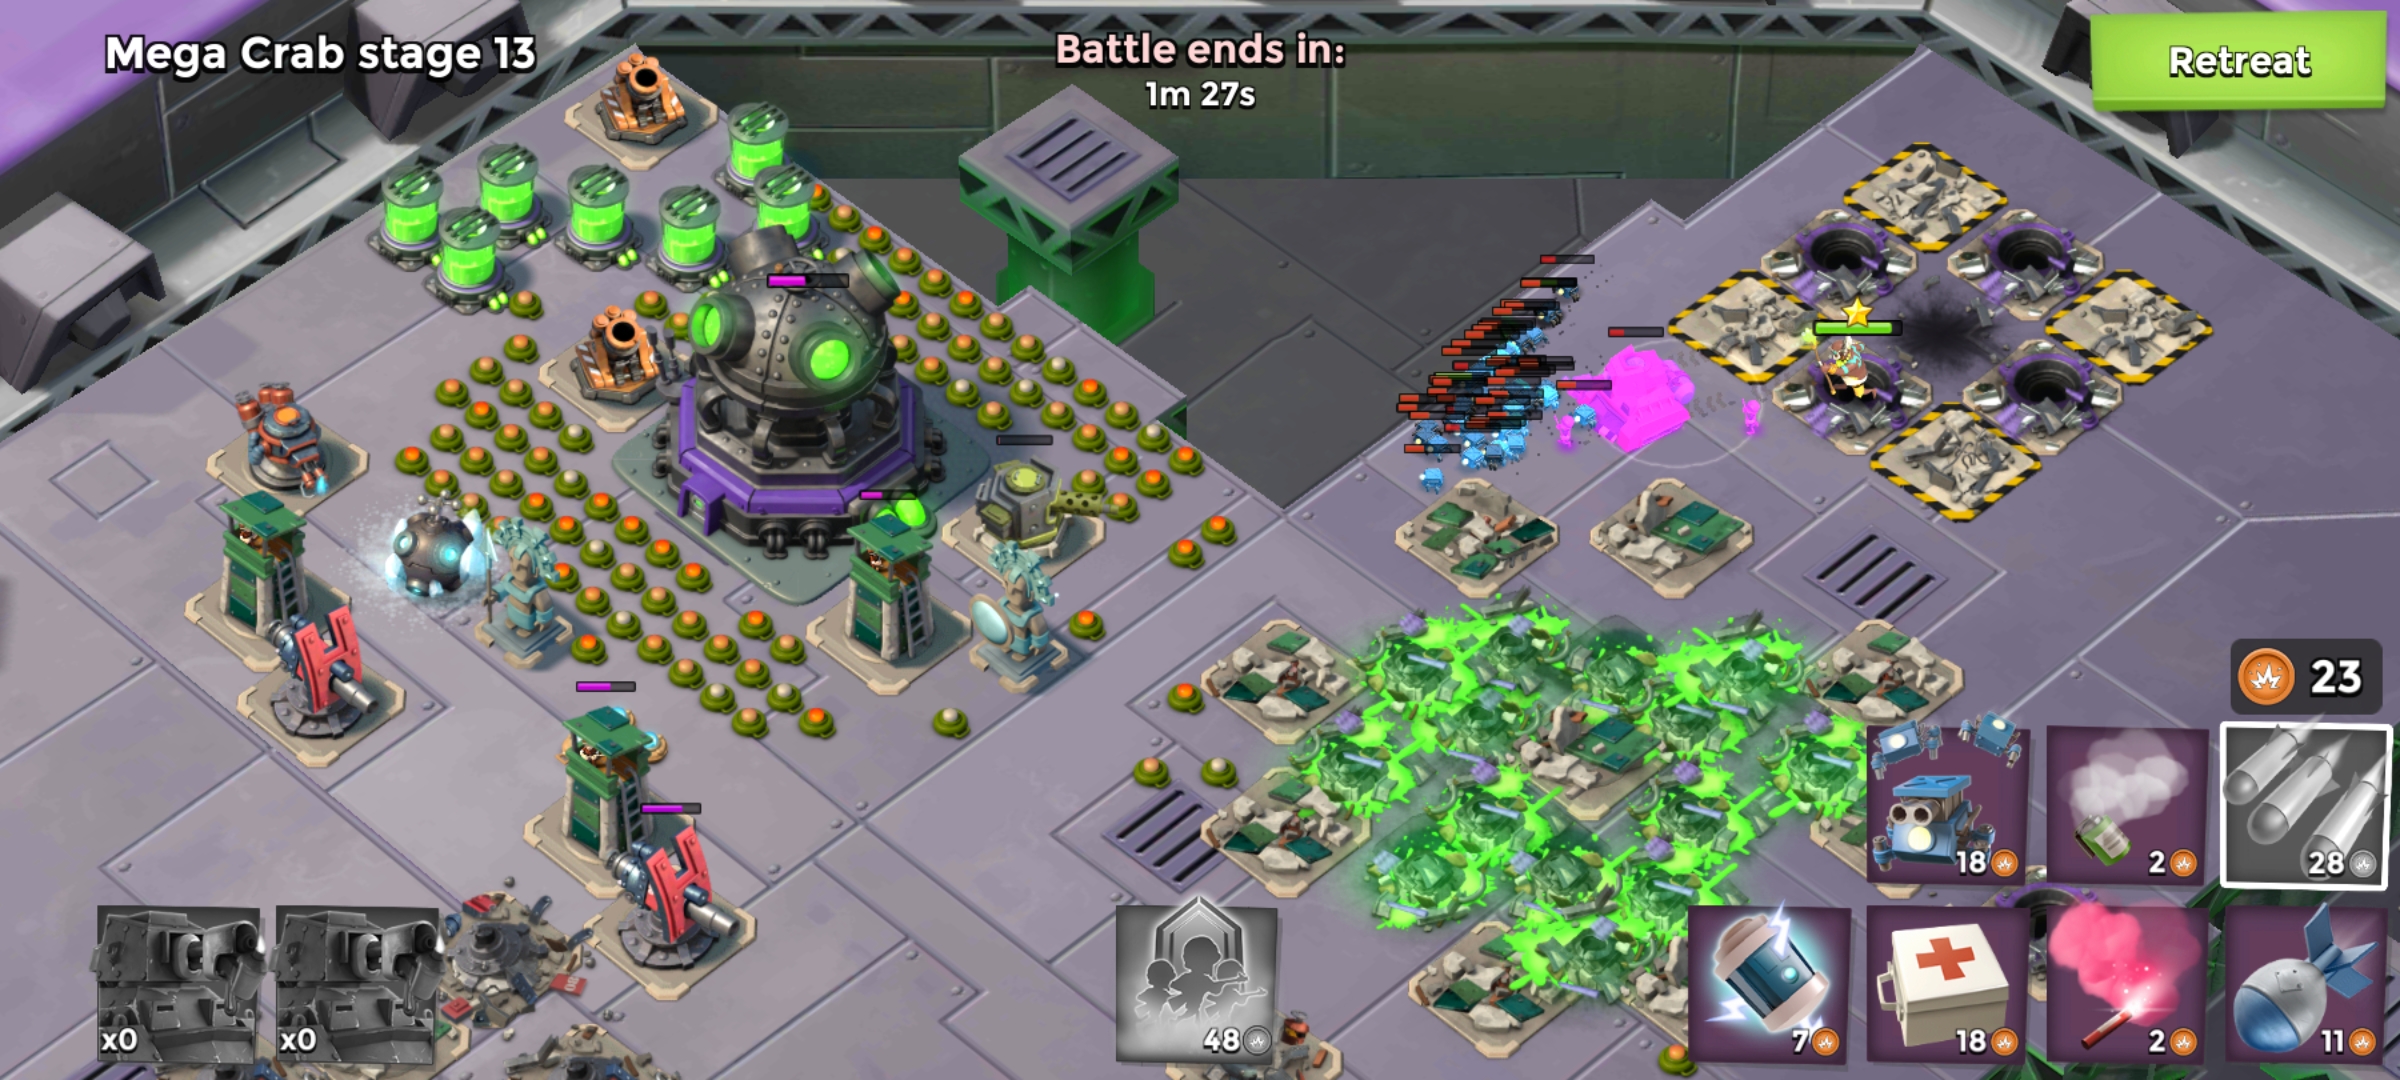 Mega Crab stage 13
Battle ends in:
1m 27s
Retreat
23
18
2
28
x0
x0
48
7
18
2
11